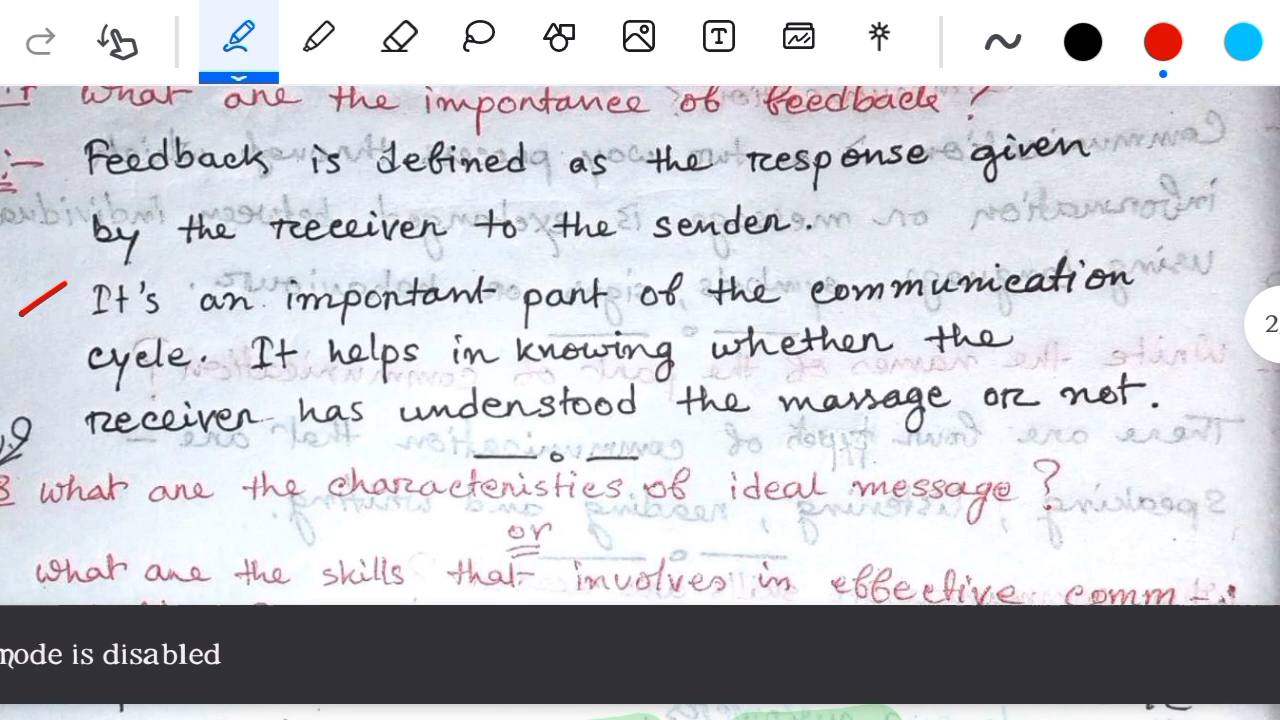 What are the importance of feedback ?
:- Feedback is defined as the response given
by the receiver to the sender.
It's an important part of the communication
cycle. It helps in knowing whether the
receiver has understood the massage or not.
What are the characteristics of ideal message ?
or
What are the skills that involves in effective comm
mode is disabled
2